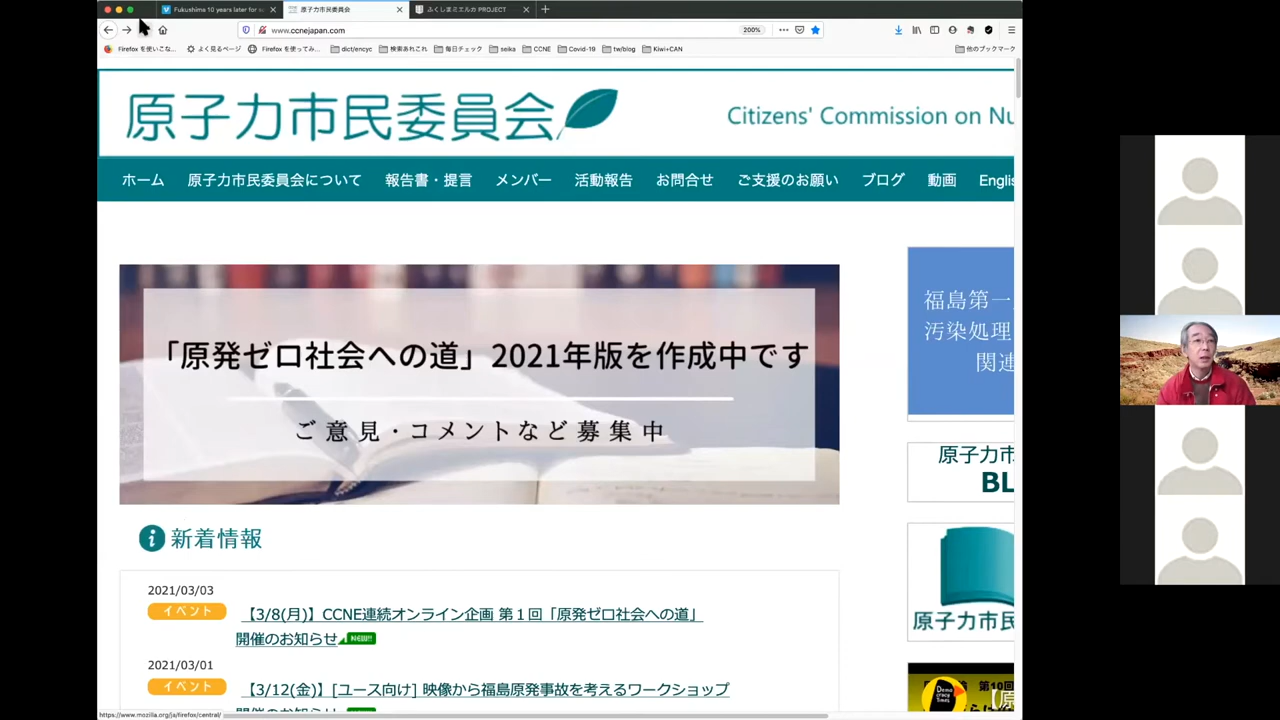 Fukushima 10 years later for su
原子力市民委員会
ふくしまミエルカ PROJECT
www.ccnejapan.com
200%
Firefox を使いこな…
よく見るページ
Firefox を使ってみ…
dict/encyc
検索あれこれ
毎日チェック
seika
CCNE
Covid-19
tw/blog
Kiwi+CAN
他のブックマーク
原子力市民委員会
Citizens' Commission on Nu
ホーム
原子力市民委員会について
報告書・提言
メンバー
活動報告
お問合せ
ご支援のお願い
ブログ
動画
Englis
「原発ゼロ社会への道」2021年版を作成中です
ご意見・コメントなど募集中
福島第一
汚染処理
関連
原子力市
BL
新着情報
2021/03/03
イベント
【3/8(月)】CCNE連続オンライン企画 第1回「原発ゼロ社会への道」
開催のお知らせ
NEW!!
2021/03/01
イベント
【3/12(金)】[ユース向け] 映像から福島原発事故を考えるワークショップ
開催のお知らせ
原子力市民
Democracy Times
第10回
https://www.mozilla.org/ja/firefox/central/